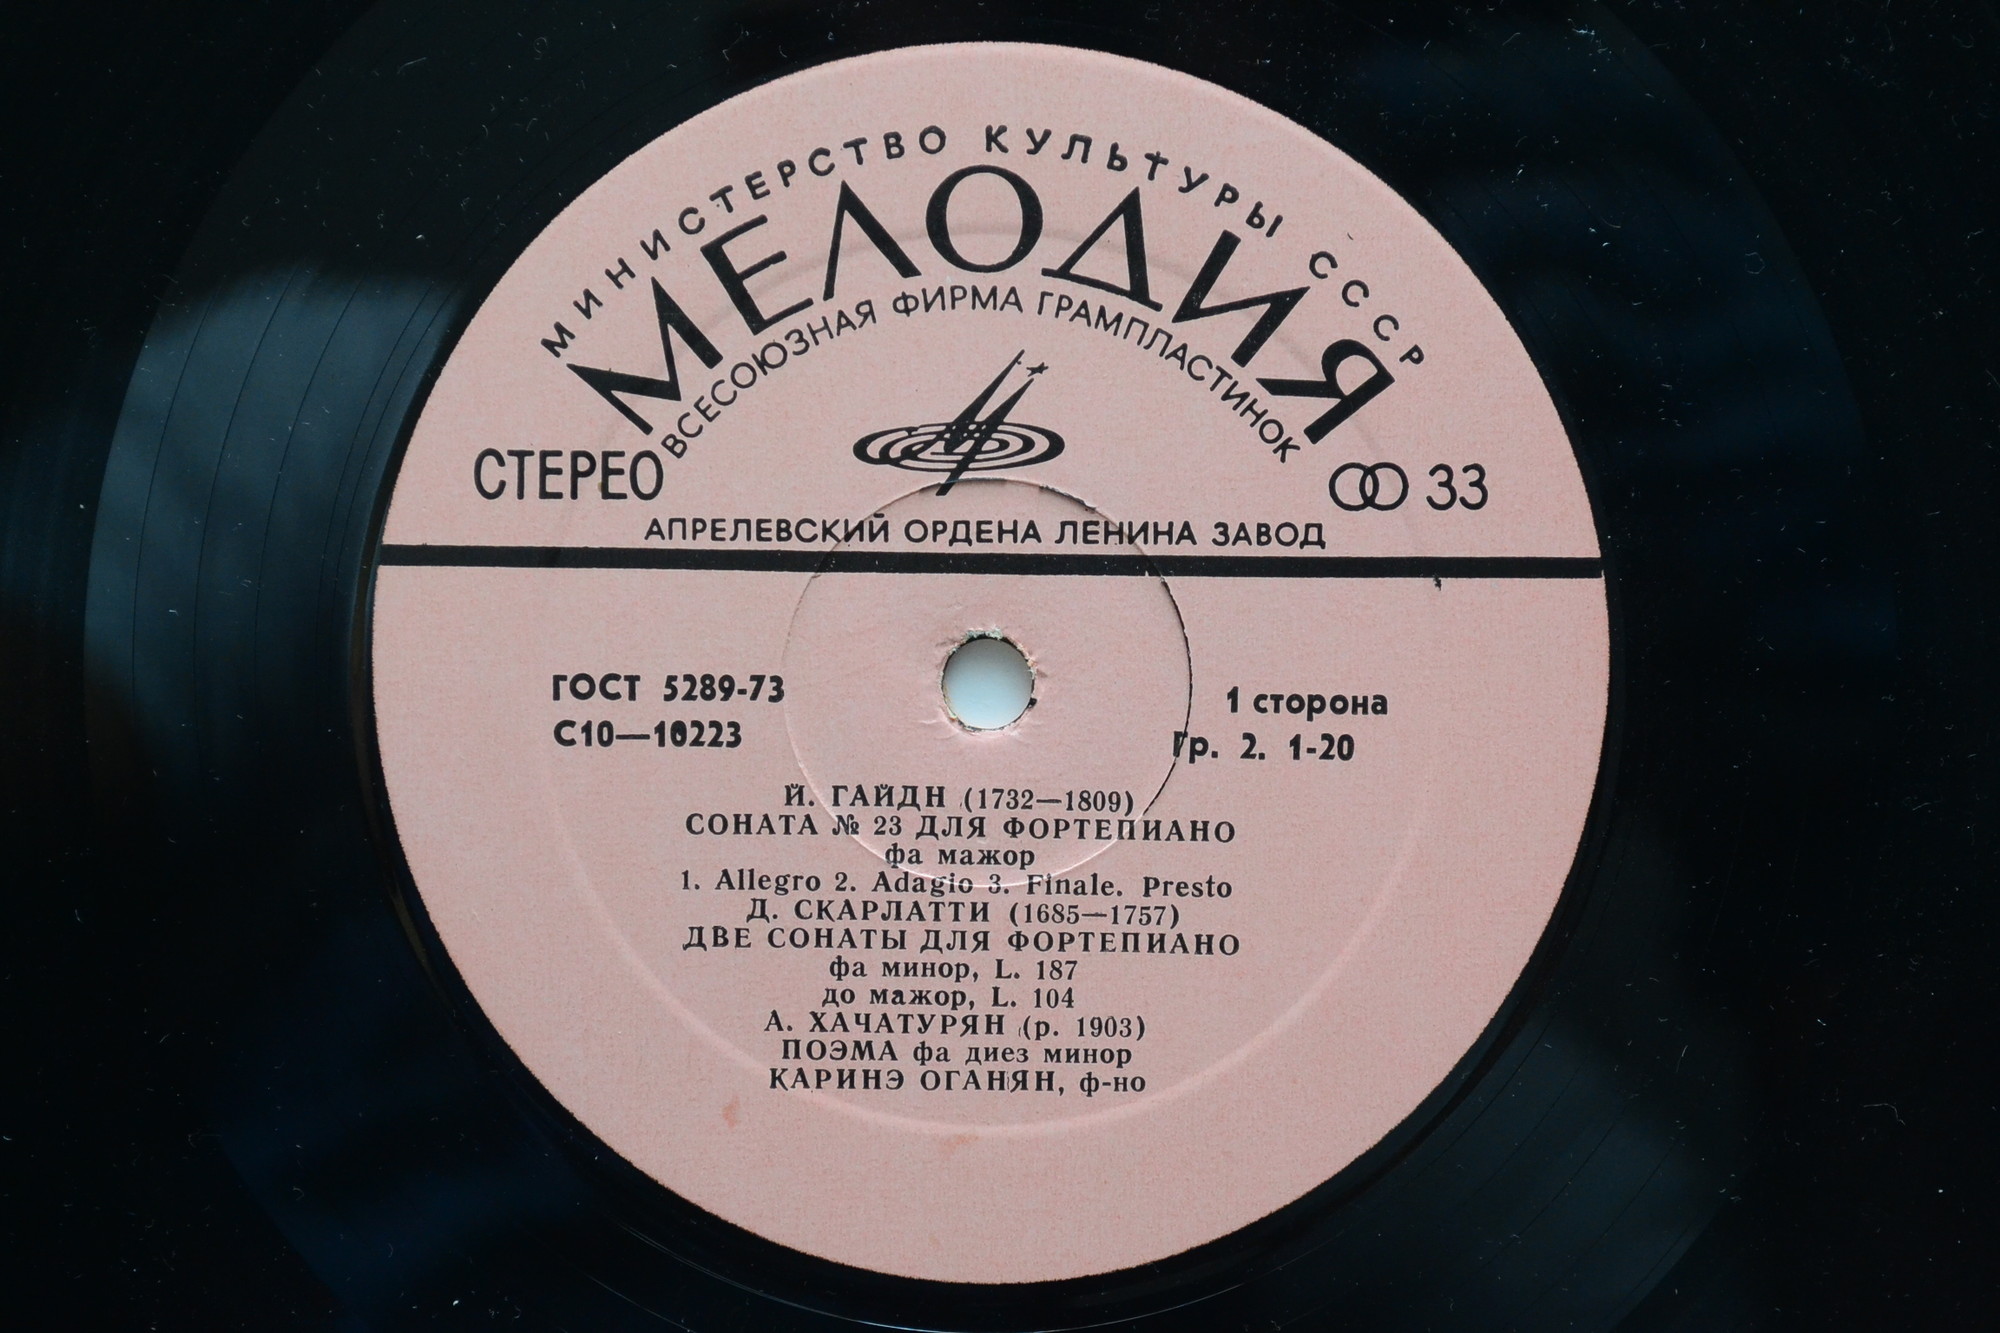 МИНИСТЕРСТВО КУЛЬТУРЫ СССР
МЕЛОДИЯ
ВСЕСОЮЗНАЯ ФИРМА ГРАМПЛАСТИНОК
СТЕРЕО
33
АПРЕЛЕВСКИЙ ОРДЕНА ЛЕНИНА ЗАВОД
ГОСТ 5289-73
1 сторона
С10—10223
Гр. 2. 1-20
Й. ГАЙДН (1732—1809)
СОНАТА № 23 ДЛЯ ФОРТЕПИАНО
фа мажор
1. Allegro 2. Adagio 3. Finale. Presto
Д. СКАРЛАТТИ (1685—1757)
ДВЕ СОНАТЫ ДЛЯ ФОРТЕПИАНО
фа минор, L. 187
до мажор, L. 104
А. ХАЧАТУРЯН (р. 1903)
ПОЭМА фа диез минор
КАРИНЭ ОГАНЯН, ф-но